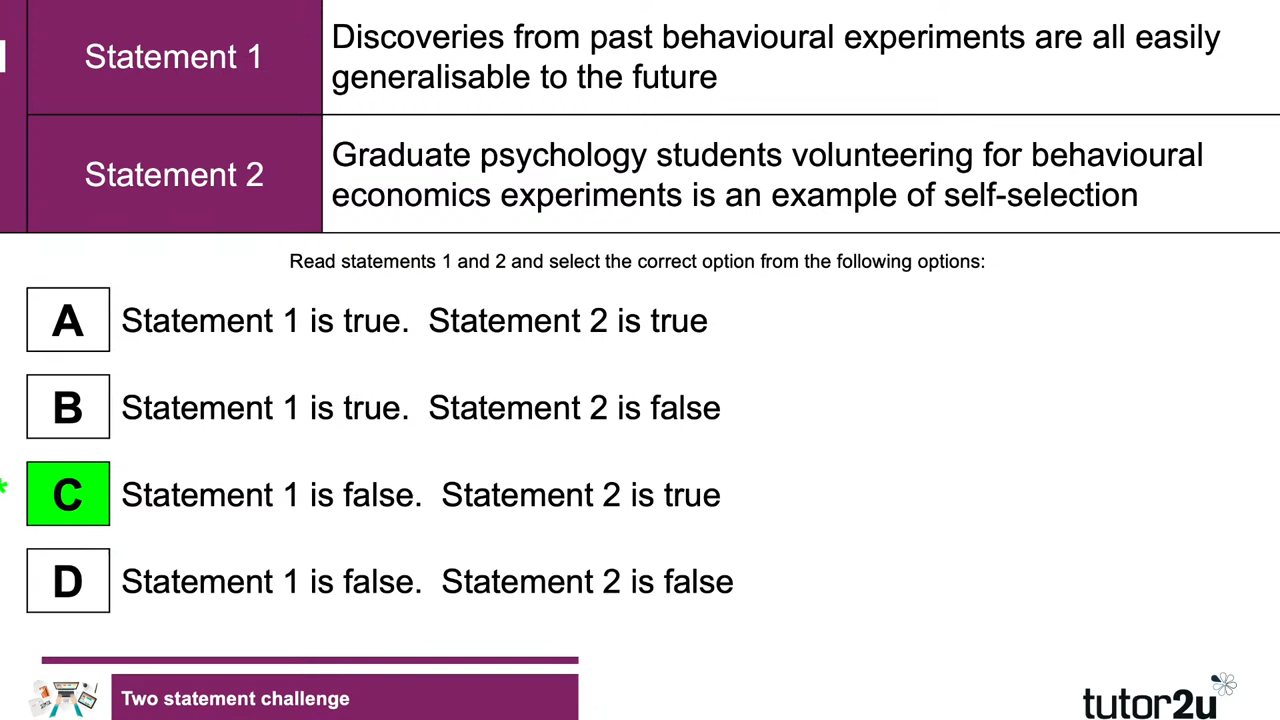 Statement 1
Discoveries from past behavioural experiments are all easily
generalisable to the future
Statement 2
Graduate psychology students volunteering for behavioural
economics experiments is an example of self-selection
Read statements 1 and 2 and select the correct option from the following options:
A Statement 1 is true. Statement 2 is true
B Statement 1 is true. Statement 2 is false
C Statement 1 is false. Statement 2 is true
D Statement 1 is false. Statement 2 is false
Two statement challenge
tutor2u